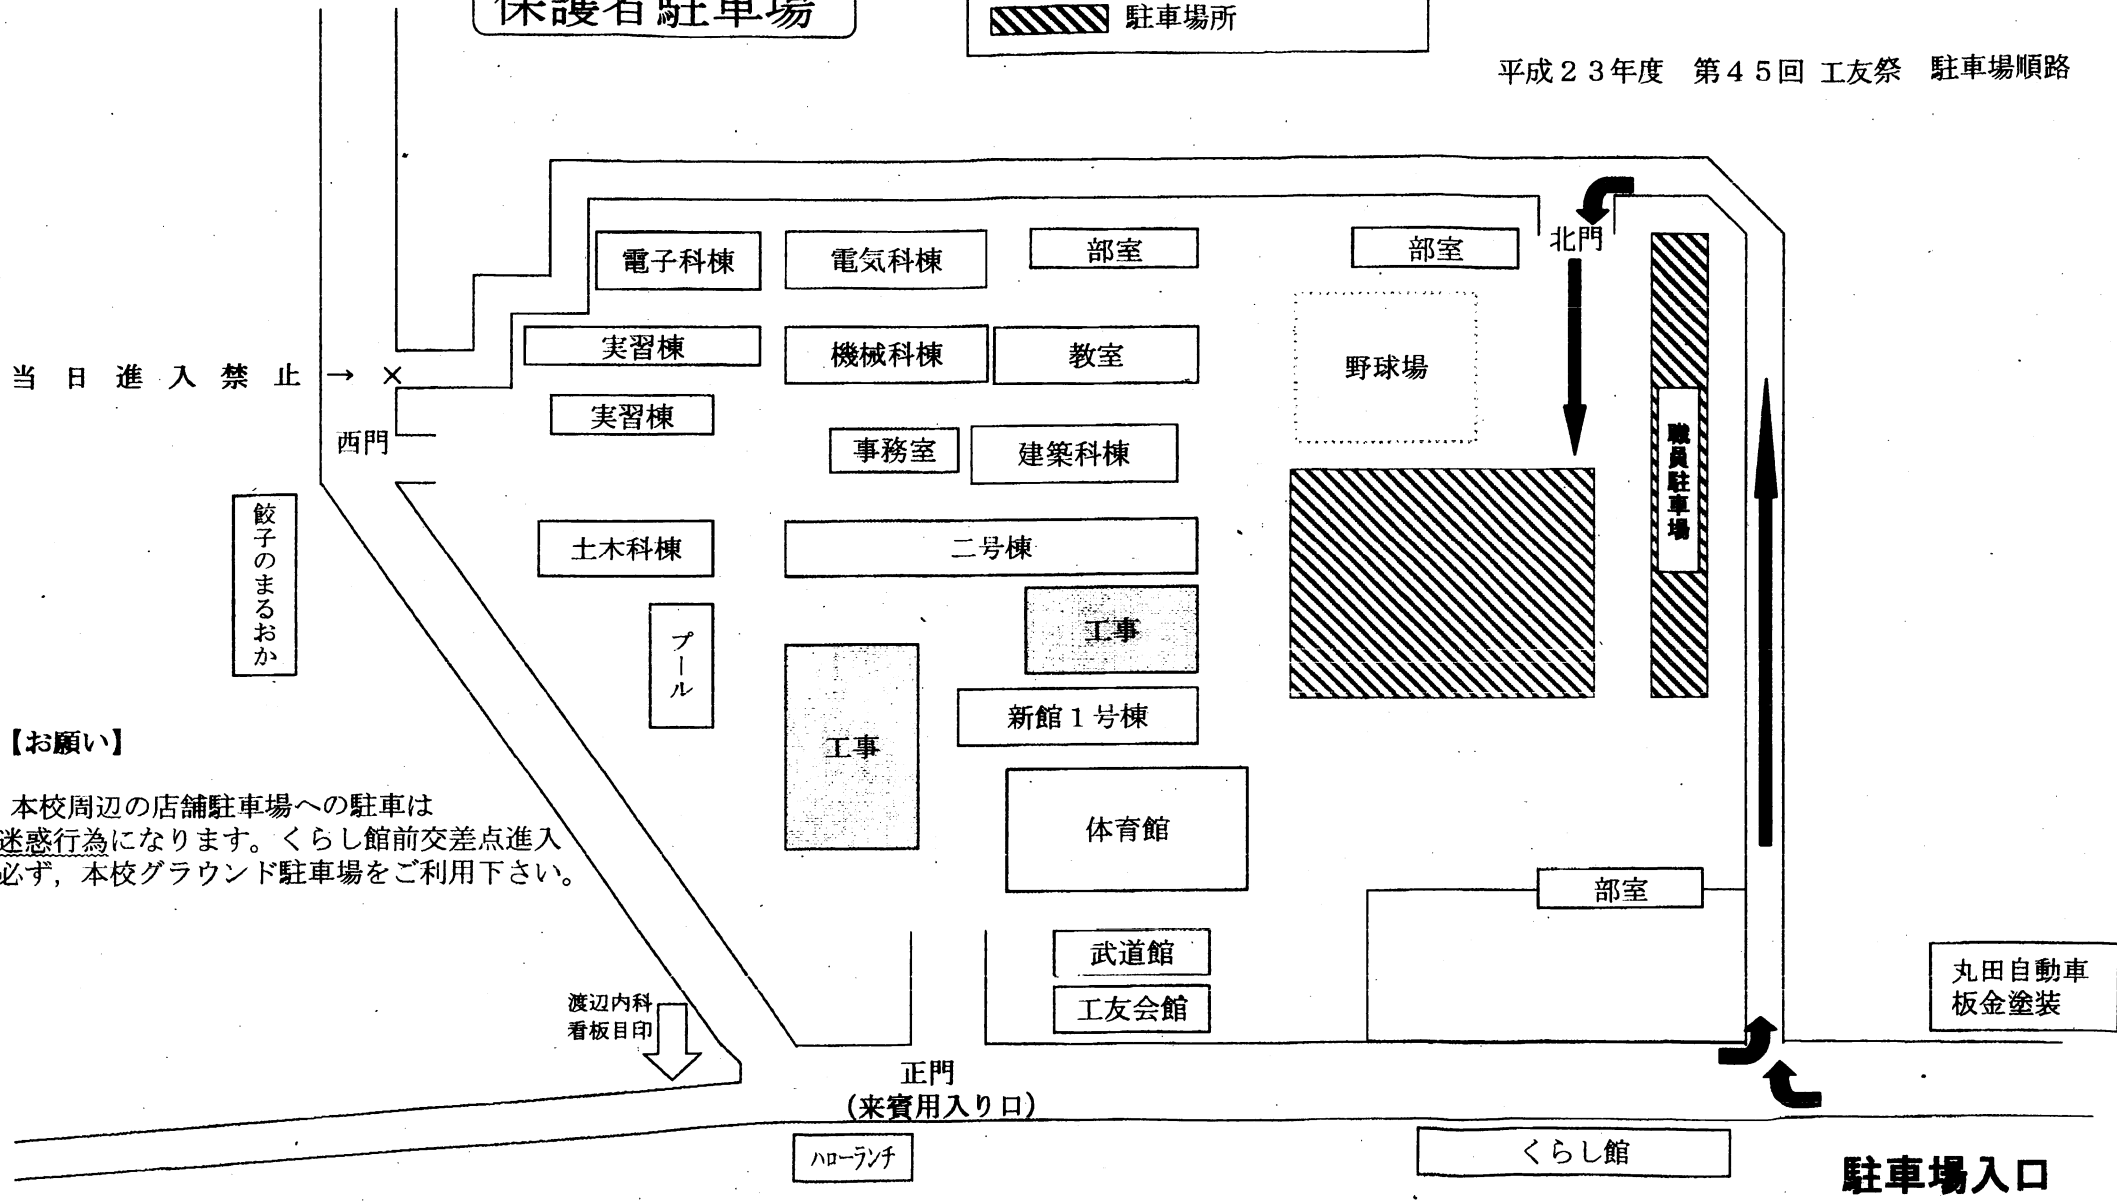 保護者駐車場
駐車場所
平成２３年度　第４５回 工友祭　駐車場順路
北門
電子科棟
電気科棟
部室
部室
実習棟
機械科棟
教室
野球場
当日進入禁止→ ×
実習棟
西門
事務室
建築科棟
職員駐車場
餃子のまるおか
土木科棟
二号棟
工事
プール
工事
新館１号棟
【お願い】
本校周辺の店舗駐車場への駐車は
迷惑行為になります。くらし館前交差点進入
必ず，本校グラウンド駐車場をご利用下さい。
体育館
部室
武道館
工友会館
丸田自動車
板金塗装
渡辺内科
看板目印
正門
（来賓用入り口）
ハローランチ
くらし館
駐車場入口